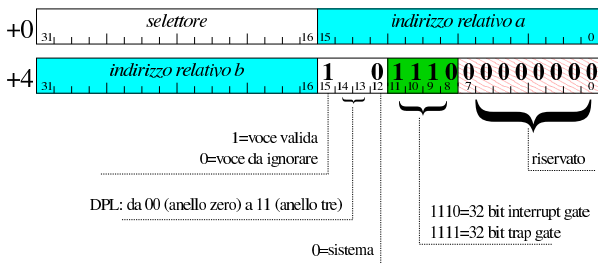 +0 selettore indirizzo relativo a
31 16 15 0
+4 indirizzo relativo b 1 0 1 1 1 0 0 0 0 0 0 0 0 0
31 16 15 14 13 12 11 10 9 8 7 0
1=voce valida
0=voce da ignorare
riservato
DPL: da 00 (anello zero) a 11 (anello tre)
1110=32 bit interrupt gate
1111=32 bit trap gate
0=sistema